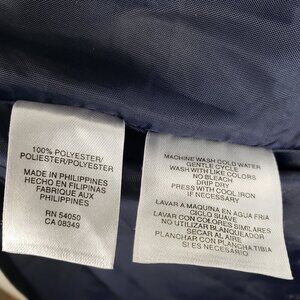 100% POLYESTER/
POLIESTER/POLYESTER
MADE IN PHILIPPINES
HECHO EN FILIPINAS
FABRIQUE AUX
PHILIPPINES
RN 54050
CA 08349
MACHINE WASH COLD WATER
GENTLE CYCLE
WASH WITH LIKE COLORS
NO BLEACH
DRIP DRY
PRESS WITH COOL IRON
IF NECESSARY
LAVAR A MAQUINA EN AGUA FRIA
CICLO SUAVE
LAVAR CON COLORES SIMILARES
NO UTILIZAR BLANQUEADOR
SECAR AL AIRE
PLANCHAR CON PLANCHA TIBIA
SI ES NECESARIO